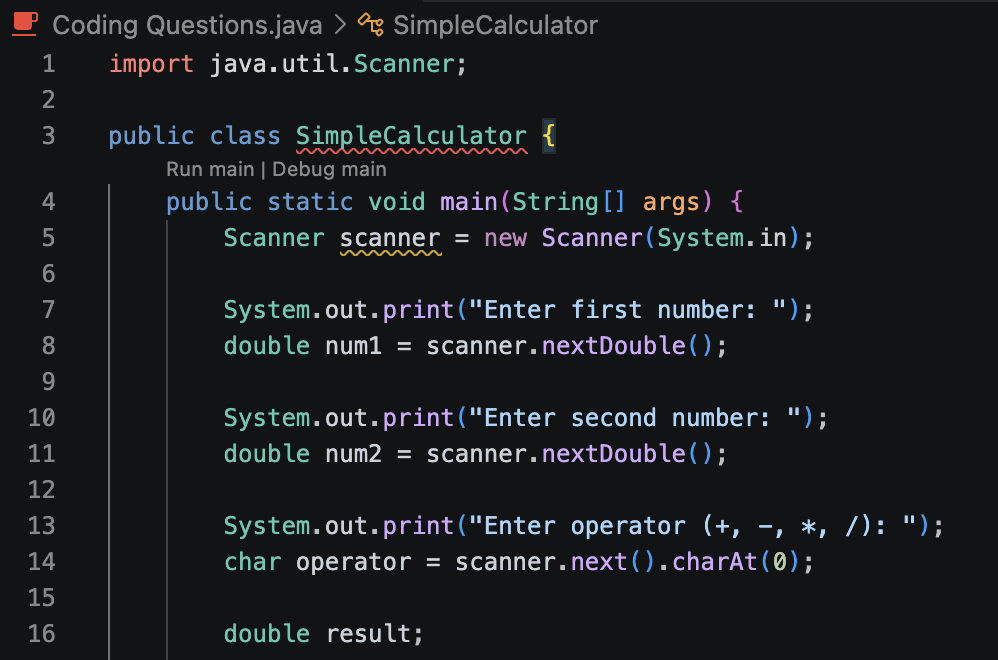 Coding Questions.java > SimpleCalculator
1 import java.util.Scanner;
2
3 public class SimpleCalculator {
Run main | Debug main
4 public static void main(String[] args) {
5 Scanner scanner = new Scanner(System.in);
6
7 System.out.print("Enter first number: ");
8 double num1 = scanner.nextDouble();
9
10 System.out.print("Enter second number: ");
11 double num2 = scanner.nextDouble();
12
13 System.out.print("Enter operator (+, -, *, /): ");
14 char operator = scanner.next().charAt(0);
15
16 double result;